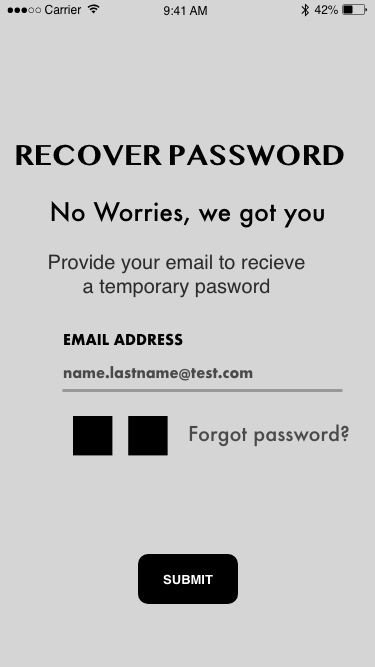 Carrier 9:41 AM 42%
RECOVER PASSWORD
No Worries, we got you
Provide your email to recieve
a temporary pasword
EMAIL ADDRESS
name.lastname@test.com
Forgot password?
SUBMIT